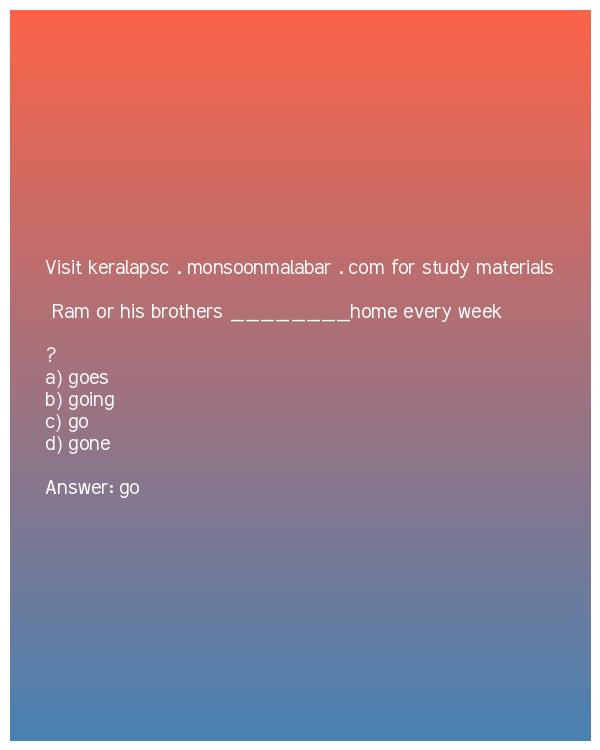 Visit keralapsc . monsoonmalabar . com for study materials
Ram or his brothers ________home every week
?
a) goes
b) going
c) go
d) gone
Answer: go